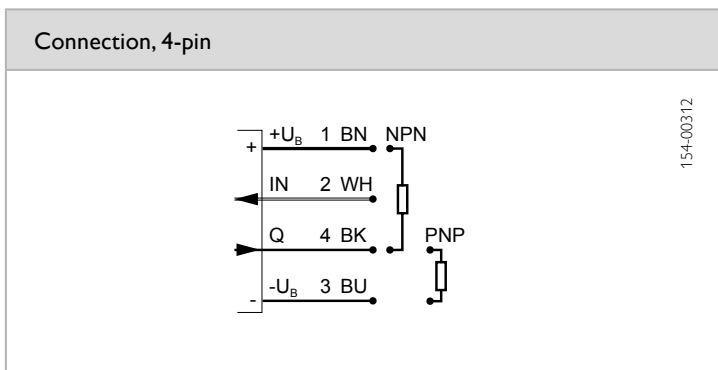 Connection, 4-pin
+U_B 1 BN NPN
+
IN 2 WH
Q 4 BK PNP
-U_B 3 BU
-
154-00312